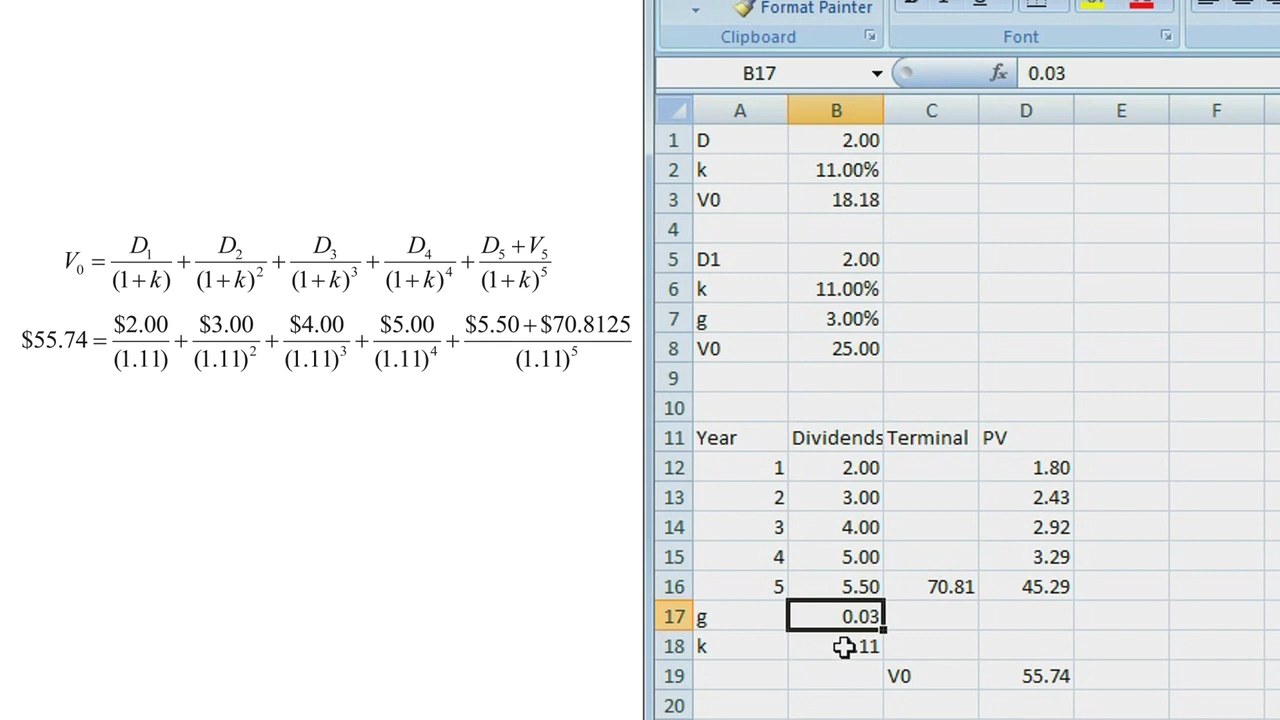 Format Painter
Clipboard
Font
B17
fx
0.03
A B C D E F
1 D 2.00
2 k 11.00%
3 V0 18.18
4
5 D1 2.00
6 k 11.00%
7 g 3.00%
8 V0 25.00
9
10
11 Year Dividends Terminal PV
12 1 2.00 1.80
13 2 3.00 2.43
14 3 4.00 2.92
15 4 5.00 3.29
16 5 5.50 70.81 45.29
17 g 0.03
18 k 11
19 V0 55.74
20
V₀ = D₁/(1+k) + D₂/(1+k)² + D₃/(1+k)³ + D₄/(1+k)⁴ + (D₅+V₅)/(1+k)⁵
$55.74 = $2.00/(1.11) + $3.00/(1.11)² + $4.00/(1.11)³ + $5.00/(1.11)⁴ + ($5.50+$70.8125)/(1.11)⁵